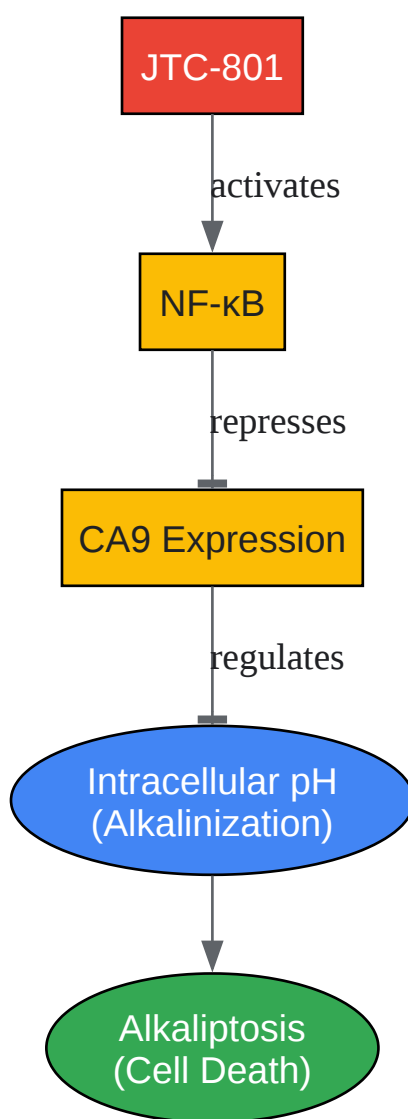 JTC-801
activates
NF-κB
represses
CA9 Expression
regulates
Intracellular pH
(Alkalinization)
Alkaliptosis
(Cell Death)